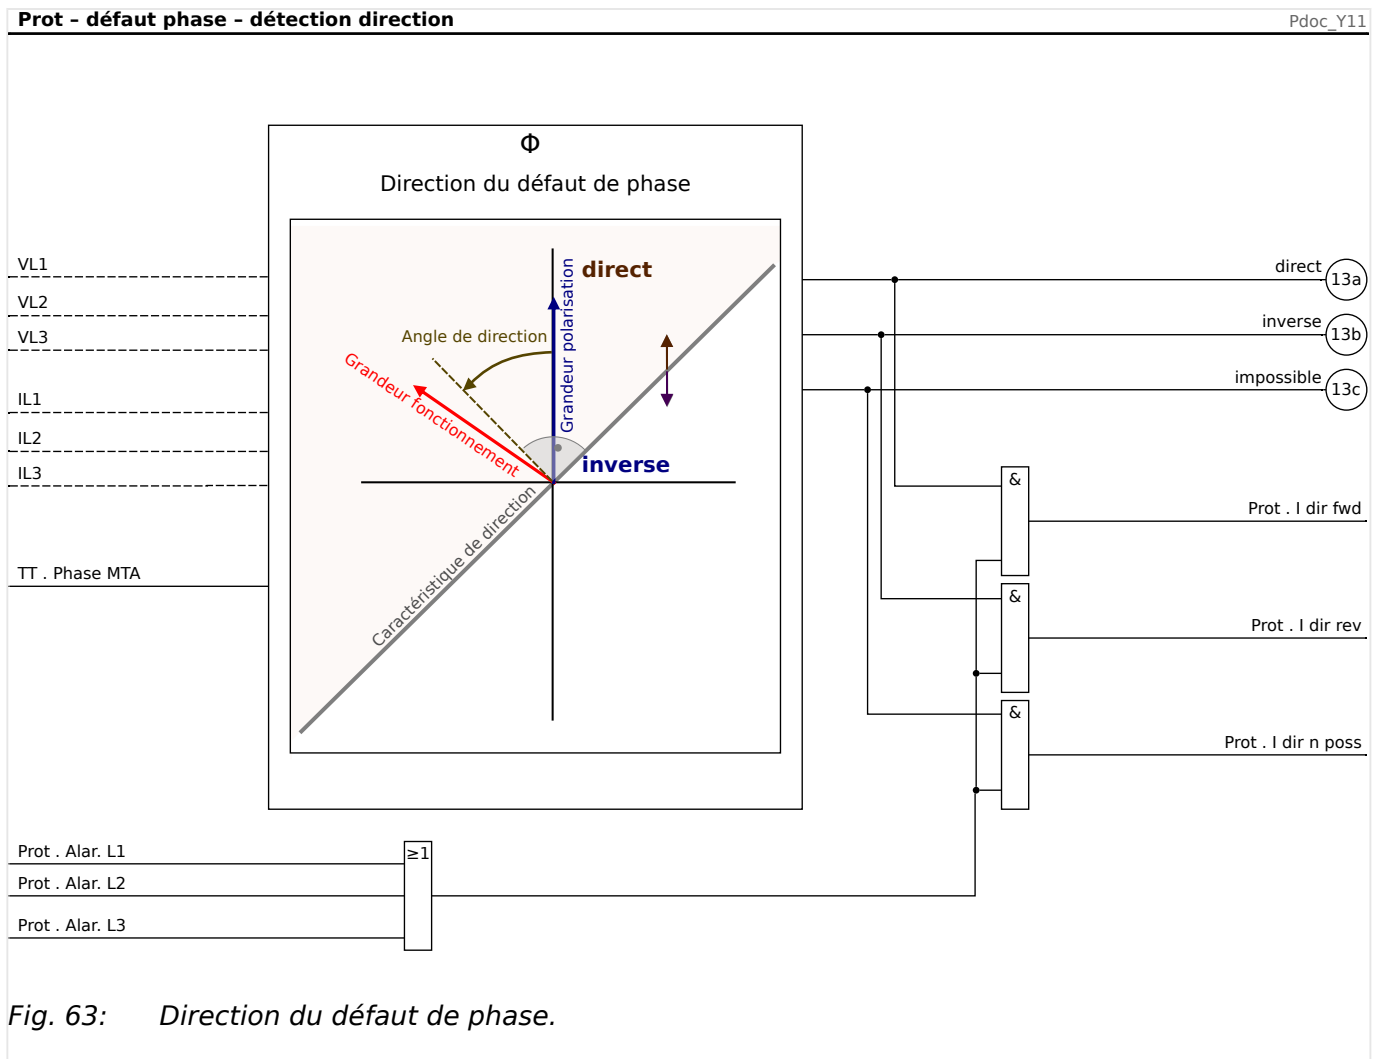 Prot – défaut phase – détection direction
Pdoc_Y11
Φ
Direction du défaut de phase
VL1
VL2
VL3
IL1
IL2
IL3
TT . Phase MTA
direct
Grandeur polarisation
Angle de direction
Grandeur fonctionnement
inverse
Caractéristique de direction
direct
13a
inverse
13b
impossible
13c
&
Prot . I dir fwd
&
Prot . I dir rev
&
Prot . I dir n poss
Prot . Alar. L1
≥1
Prot . Alar. L2
Prot . Alar. L3
Fig. 63: Direction du défaut de phase.